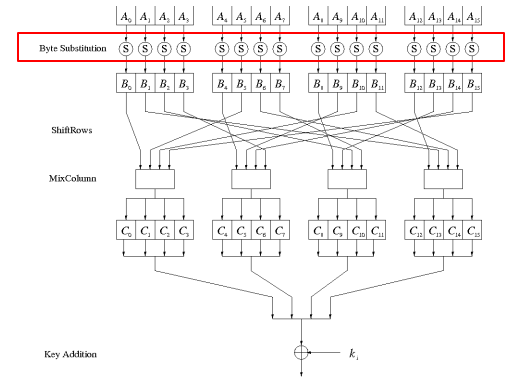 A₀ A₁ A₂ A₃ A₄ A₅ A₆ A₇ A₈ A₉ A₁₀ A₁₁ A₁₂ A₁₃ A₁₄ A₁₅
Byte Substitution S S S S S S S S S S S S S S S S
B₀ B₁ B₂ B₃ B₄ B₅ B₆ B₇ B₈ B₉ B₁₀ B₁₁ B₁₂ B₁₃ B₁₄ B₁₅
ShiftRows
MixColumn
C₀ C₁ C₂ C₃ C₄ C₅ C₆ C₇ C₈ C₉ C₁₀ C₁₁ C₁₂ C₁₃ C₁₄ C₁₅
Key Addition kᵢ